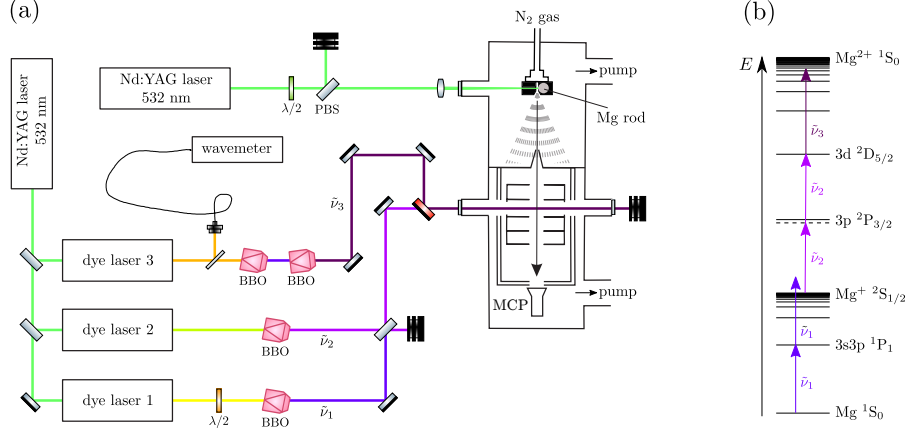 (a)
N₂ gas
Nd:YAG laser
532 nm
Nd:YAG laser
532 nm
λ/2
PBS
pump
Mg rod
wavemeter
ν̃₃
dye laser 3
BBO
BBO
dye laser 2
BBO
ν̃₂
dye laser 1
λ/2
BBO
ν̃₁
MCP
pump
(b)
E
Mg²⁺ ¹S₀
ν̃₃
3d ²D₅/₂
ν̃₂
3p ²P₃/₂
ν̃₂
Mg⁺ ²S₁/₂
ν̃₁
3s3p ¹P₁
ν̃₁
Mg ¹S₀